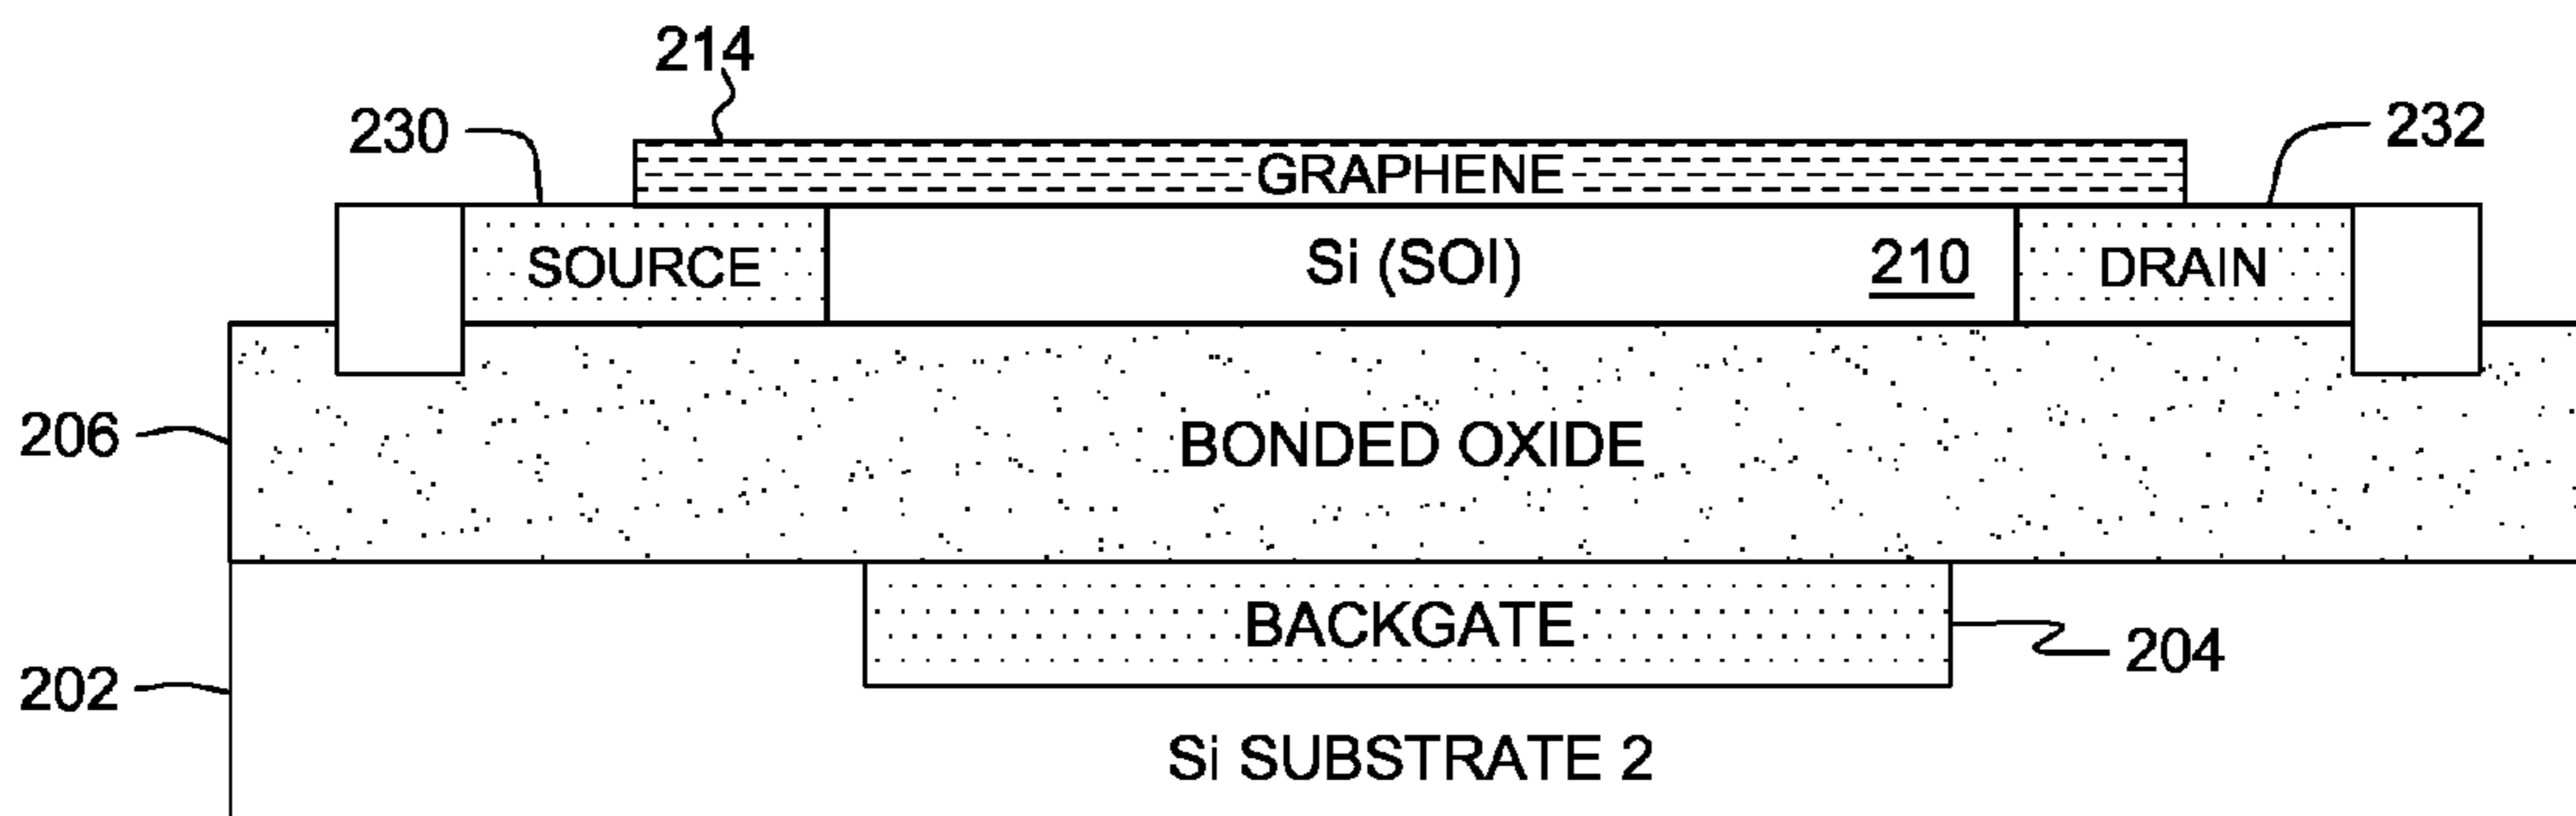 214
230
232
GRAPHENE
SOURCE
Si (SOI)
210
DRAIN
206
BONDED OXIDE
BACKGATE
204
202
Si SUBSTRATE 2